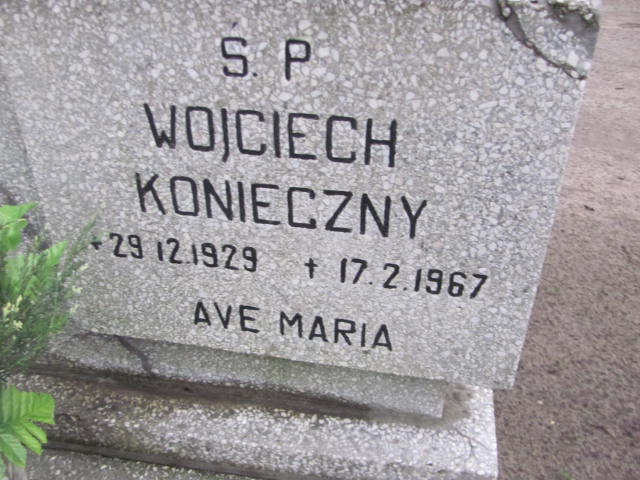 Ś. P
WOJCIECH
KONIECZNY
+ 29 12.1929 + 17.2.1967
AVE MARIA